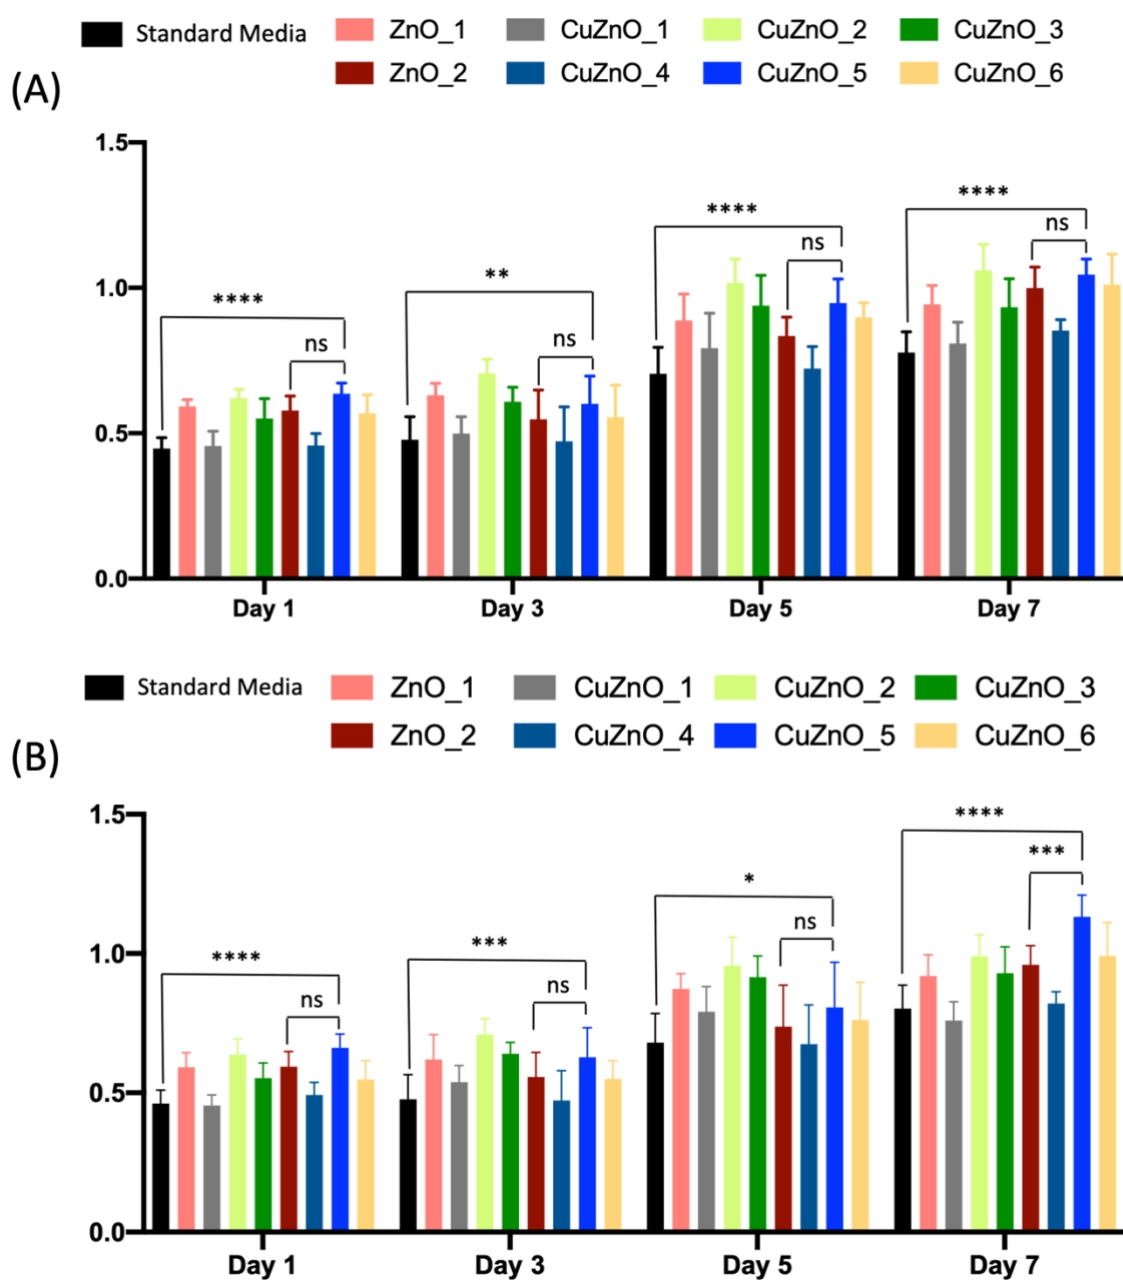 Standard Media ZnO_1 CuZnO_1 CuZnO_2 CuZnO_3
ZnO_2 CuZnO_4 CuZnO_5 CuZnO_6
(A)
1.5
**** ****
ns ns
** ****
1.0
ns ns
0.5
0.0
Day 1 Day 3 Day 5 Day 7
Standard Media ZnO_1 CuZnO_1 CuZnO_2 CuZnO_3
ZnO_2 CuZnO_4 CuZnO_5 CuZnO_6
(B)
1.5
****
***
*
**** *** ns
1.0
ns ns
0.5
0.0
Day 1 Day 3 Day 5 Day 7